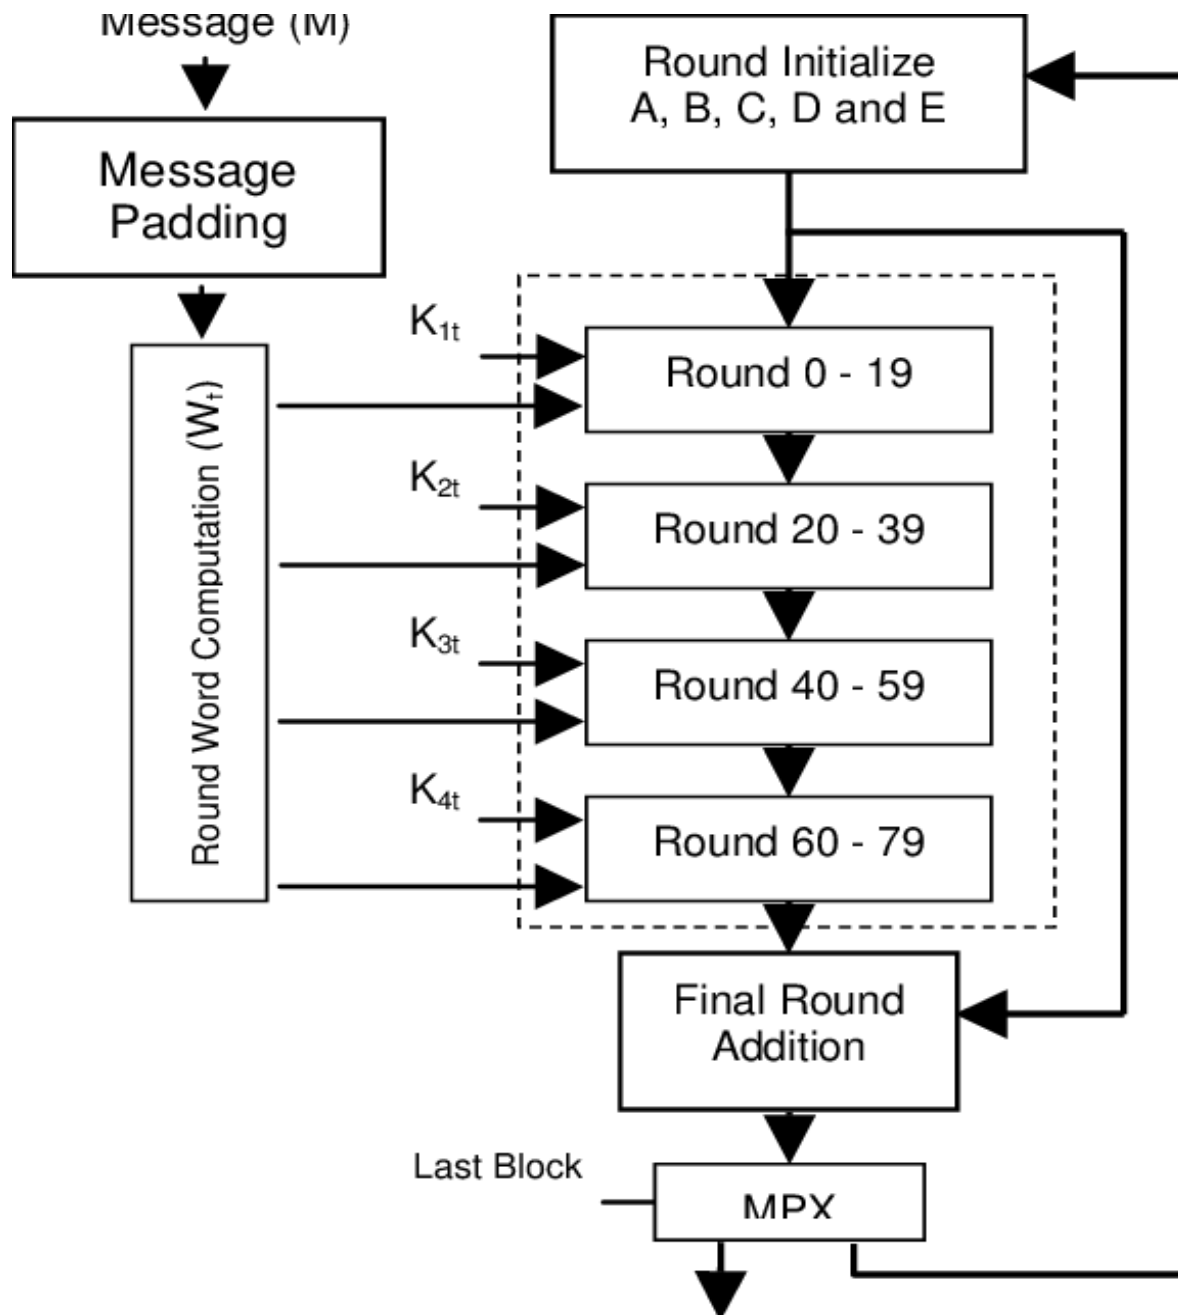 Message (M)
Message
Padding
Round Word Computation (Wₜ)
Round Initialize
A, B, C, D and E
K₁ₜ
Round 0 - 19
K₂ₜ
Round 20 - 39
K₃ₜ
Round 40 - 59
K₄ₜ
Round 60 - 79
Final Round
Addition
Last Block
MPX